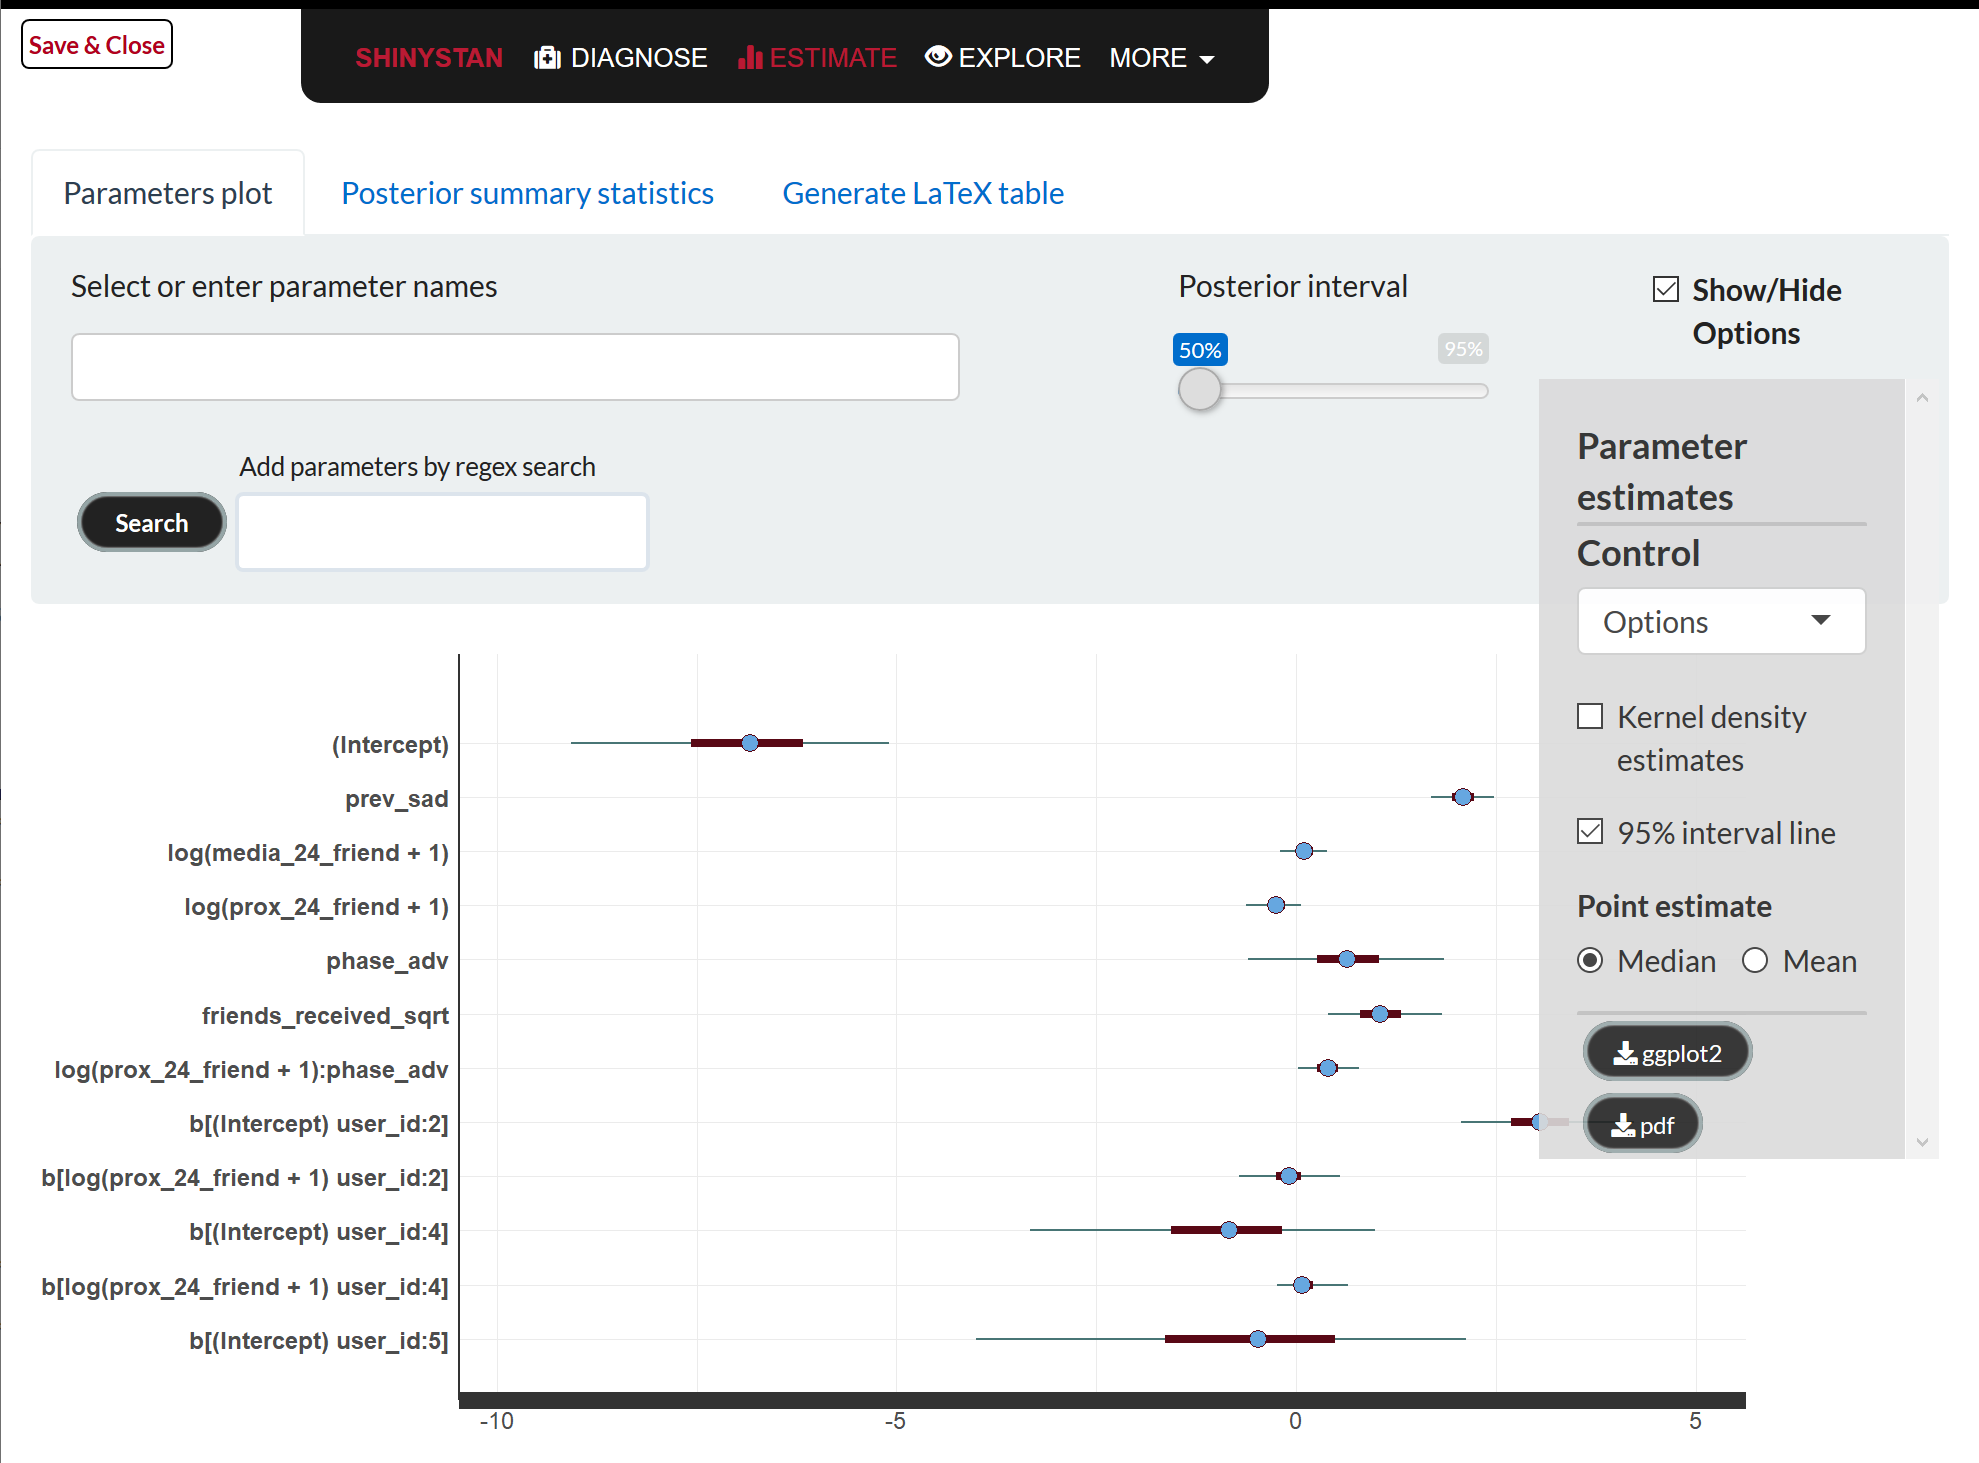 Save & Close
SHINYSTAN DIAGNOSE ESTIMATE EXPLORE MORE
Parameters plot Posterior summary statistics Generate LaTeX table
Select or enter parameter names
Posterior interval
50% 95%
Show/Hide
Options
Add parameters by regex search
Search
Parameter
estimates
Control
Options
Kernel density
estimates
95% interval line
Point estimate
Median Mean
ggplot2
pdf
(Intercept)
prev_sad
log(media_24_friend + 1)
log(prox_24_friend + 1)
phase_adv
friends_received_sqrt
log(prox_24_friend + 1):phase_adv
b[(Intercept) user_id:2]
b[log(prox_24_friend + 1) user_id:2]
b[(Intercept) user_id:4]
b[log(prox_24_friend + 1) user_id:4]
b[(Intercept) user_id:5]
-10 -5 0 5